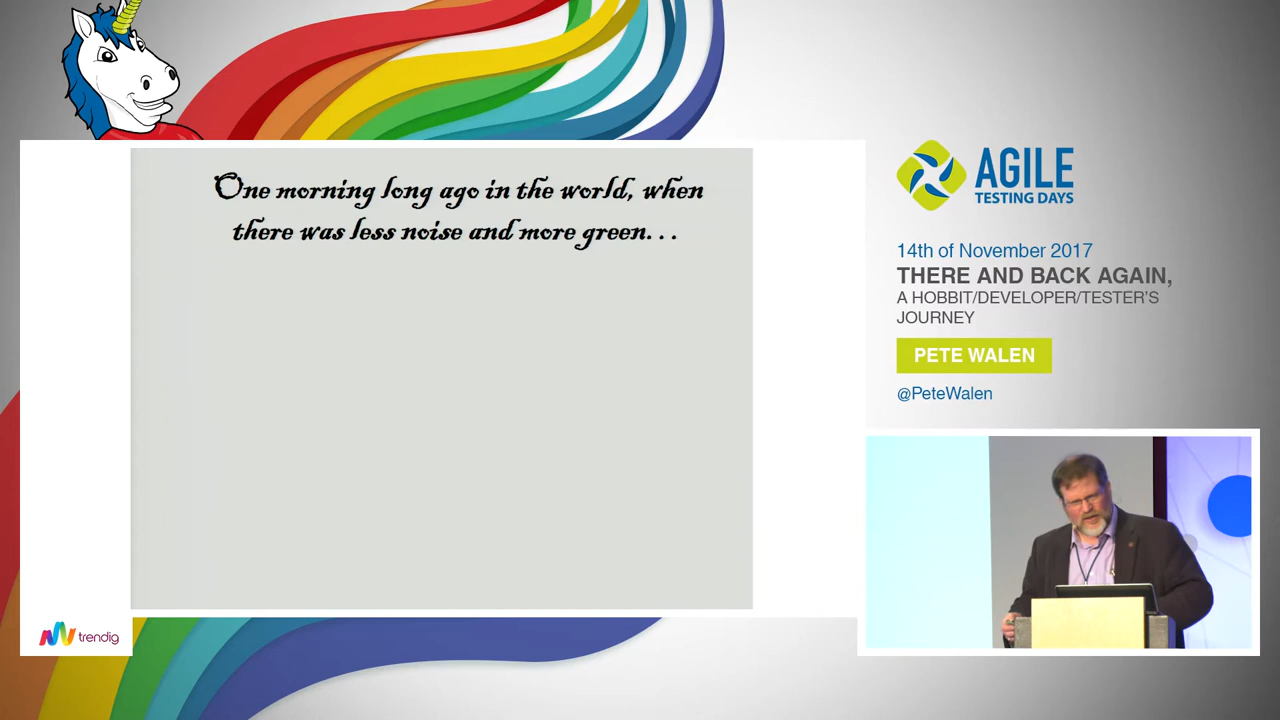 One morning long ago in the world, when
there was less noise and more green...
AGILE
TESTING DAYS
14th of November 2017
THERE AND BACK AGAIN,
A HOBBIT/DEVELOPER/TESTER'S
JOURNEY
PETE WALEN
@PeteWalen
trendig